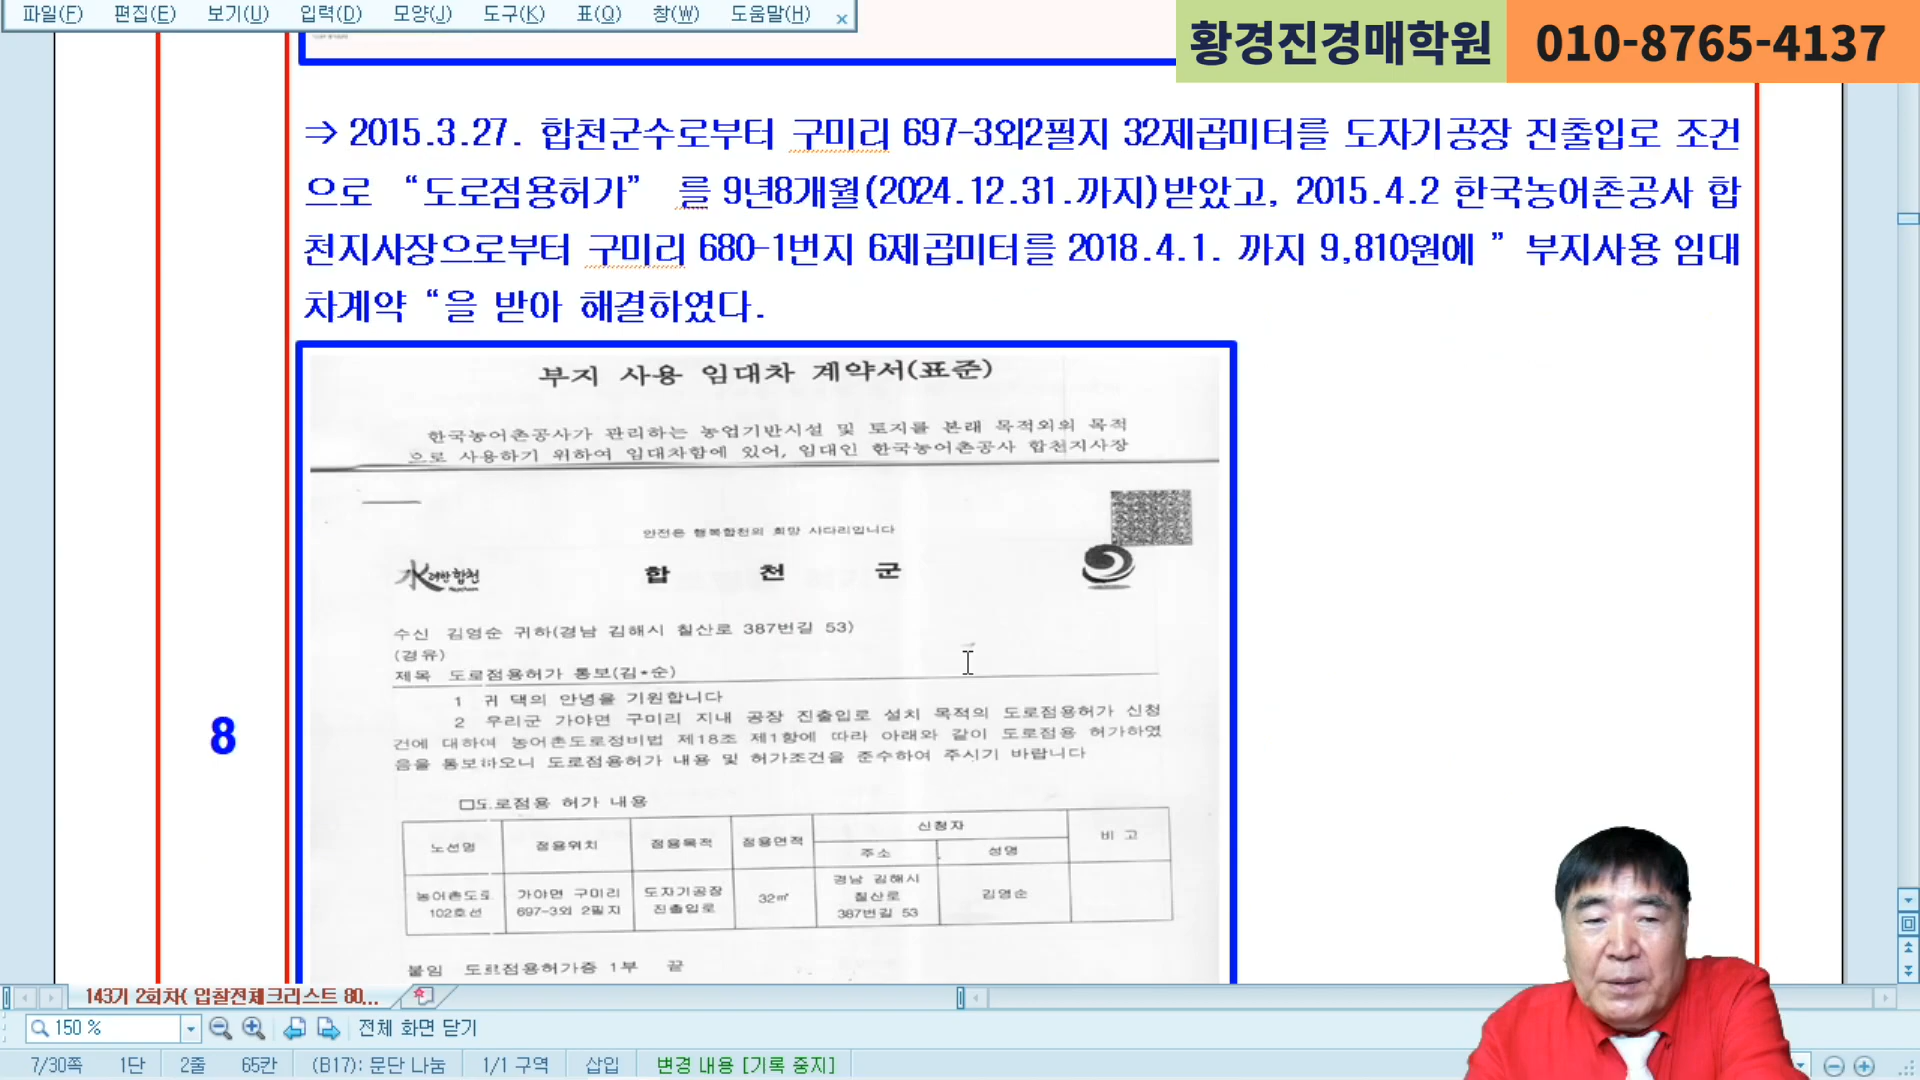 파일(F) 편집(E) 보기(U) 입력(D) 모양(J) 도구(K) 표(Q) 창(W) 도움말(H)
황경진경매학원 010-8765-4137
⇒ 2015.3.27. 합천군수로부터 구미리 697-3외2필지 32제곱미터를 도자기공장 진출입로 조건
으로 “도로점용허가” 를 9년8개월(2024.12.31.까지)받았고, 2015.4.2 한국농어촌공사 합
천지사장으로부터 구미리 680-1번지 6제곱미터를 2018.4.1. 까지 9,810원에 ” 부지사용 임대
차계약 “을 받아 해결하였다.
부지 사용 임대차 계약서(표준)
한국농어촌공사가 관리하는 농업기반시설 및 토지를 본래 목적외의 목적
으로 사용하기 위하여 임대차함에 있어, 임대인 한국농어촌공사 합천지사장
안전은 행복합천의 희망 사다리입니다
水려한합천
합 천 군
수신 김영순 귀하(경남 김해시 칠산로 387번길 53)
(경유)
제목 도로점용허가 통보(김*순)
1 귀 댁의 안녕을 기원합니다
2 우리군 가야면 구미리 지내 공장 진출입로 설치 목적의 도로점용허가 신청
건에 대하여 농어촌도로정비법 제18조 제1항에 따라 아래와 같이 도로점용 허가하였
음을 통보하오니 도로점용허가 내용 및 허가조건을 준수하여 주시기 바랍니다
8
□도로점용 허가 내용
노선명 점용위치 점용목적 점용면적 신청자 비 고
주소 성명
농어촌도로 102호선 가야면 구미리 697-3외 2필지 도자기공장 진출입로 32㎡ 경남 김해시 칠산로 387번길 53 김영순
붙임 도로점용허가증 1부 끝
143기 2회차( 입찰전체크리스트 80...
150 % 전체 화면 닫기
7/30쪽 1단 2줄 65칸 (B17): 문단 나눔 1/1 구역 삽입 변경 내용 [기록 중지]